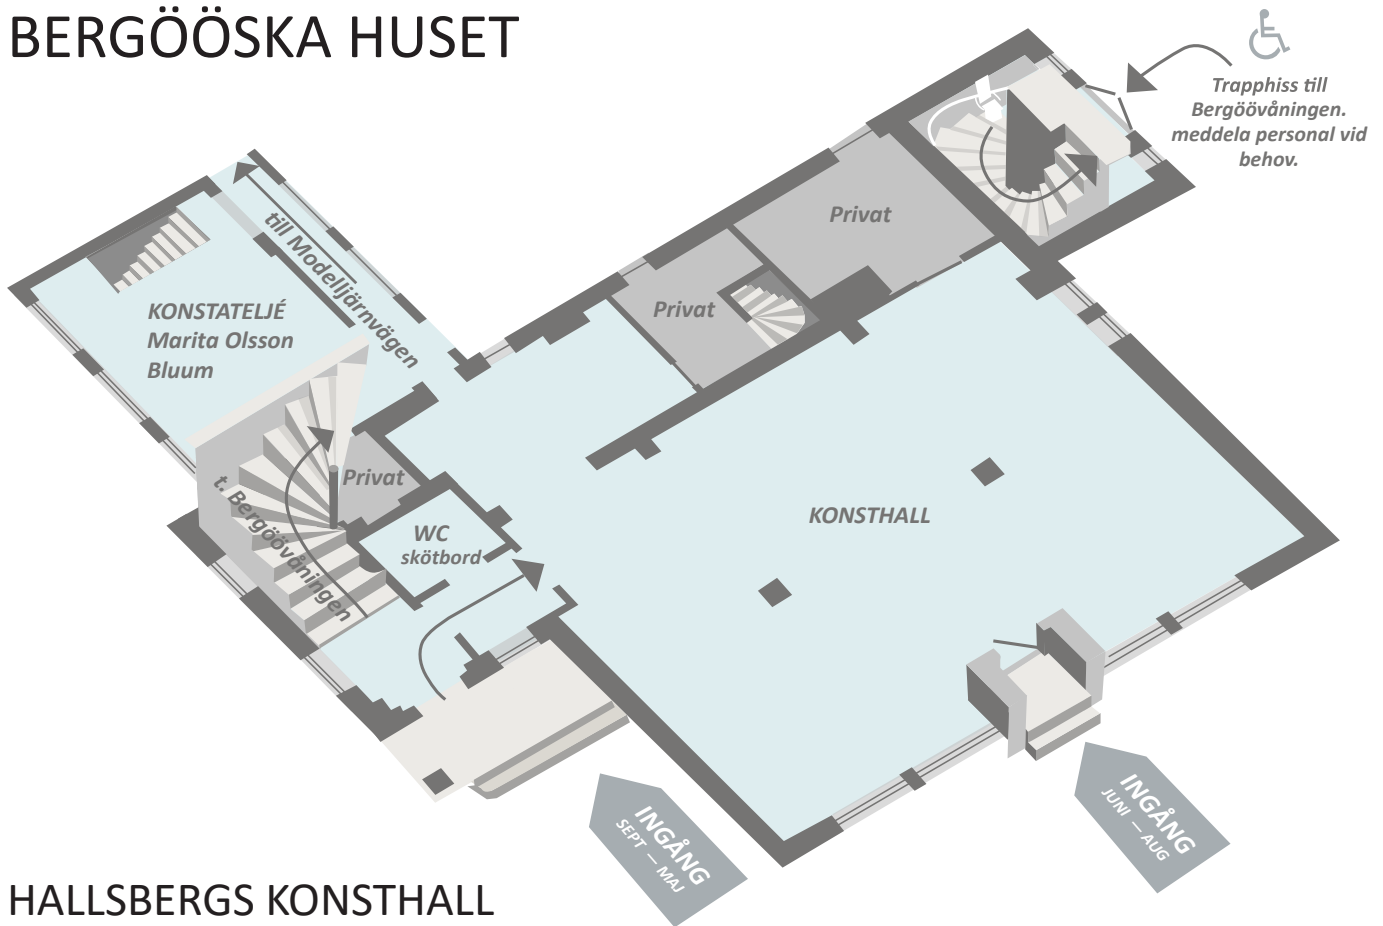 BERGÖÖSKA HUSET
Trapphiss till
Bergöövåningen.
meddela personal vid
behov.
Privat
till Modelljärnvägen
Privat
KONSTATELJÉ
Marita Olsson
Bluum
Privat
t. Bergöövåningen
WC
skötbord
KONSTHALL
INGÅNG
SEPT — MAJ
INGÅNG
JUNI — AUG
HALLSBERGS KONSTHALL